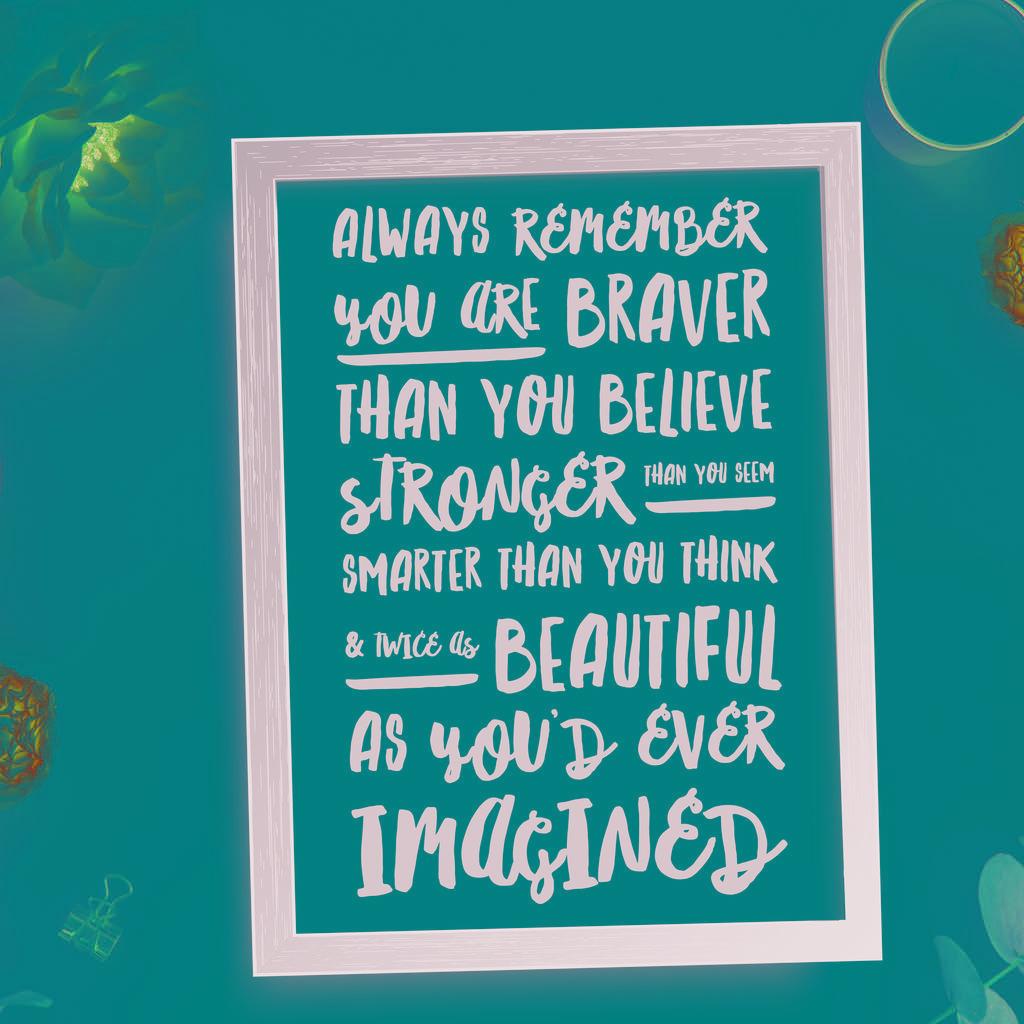 ALWAYS REMEMBER
YOU ARE BRAVER
THAN YOU BELIEVE
STRONGER THAN YOU SEEM
SMARTER THAN YOU THINK
& TWICE AS BEAUTIFUL
AS YOU'D EVER
IMAGINED